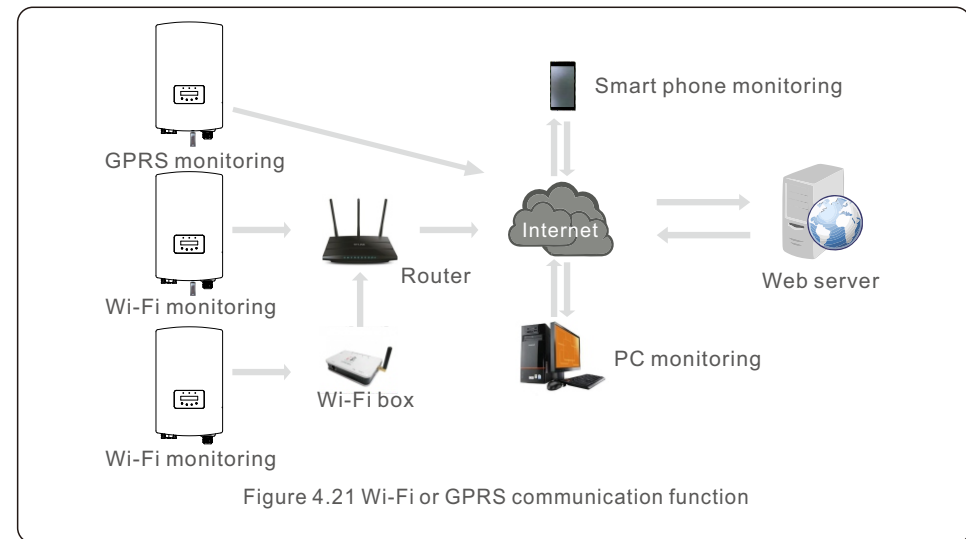 Smart phone monitoring
GPRS monitoring
Internet
Router
Web server
Wi-Fi monitoring
PC monitoring
Wi-Fi box
Wi-Fi monitoring
Figure 4.21 Wi-Fi or GPRS communication function